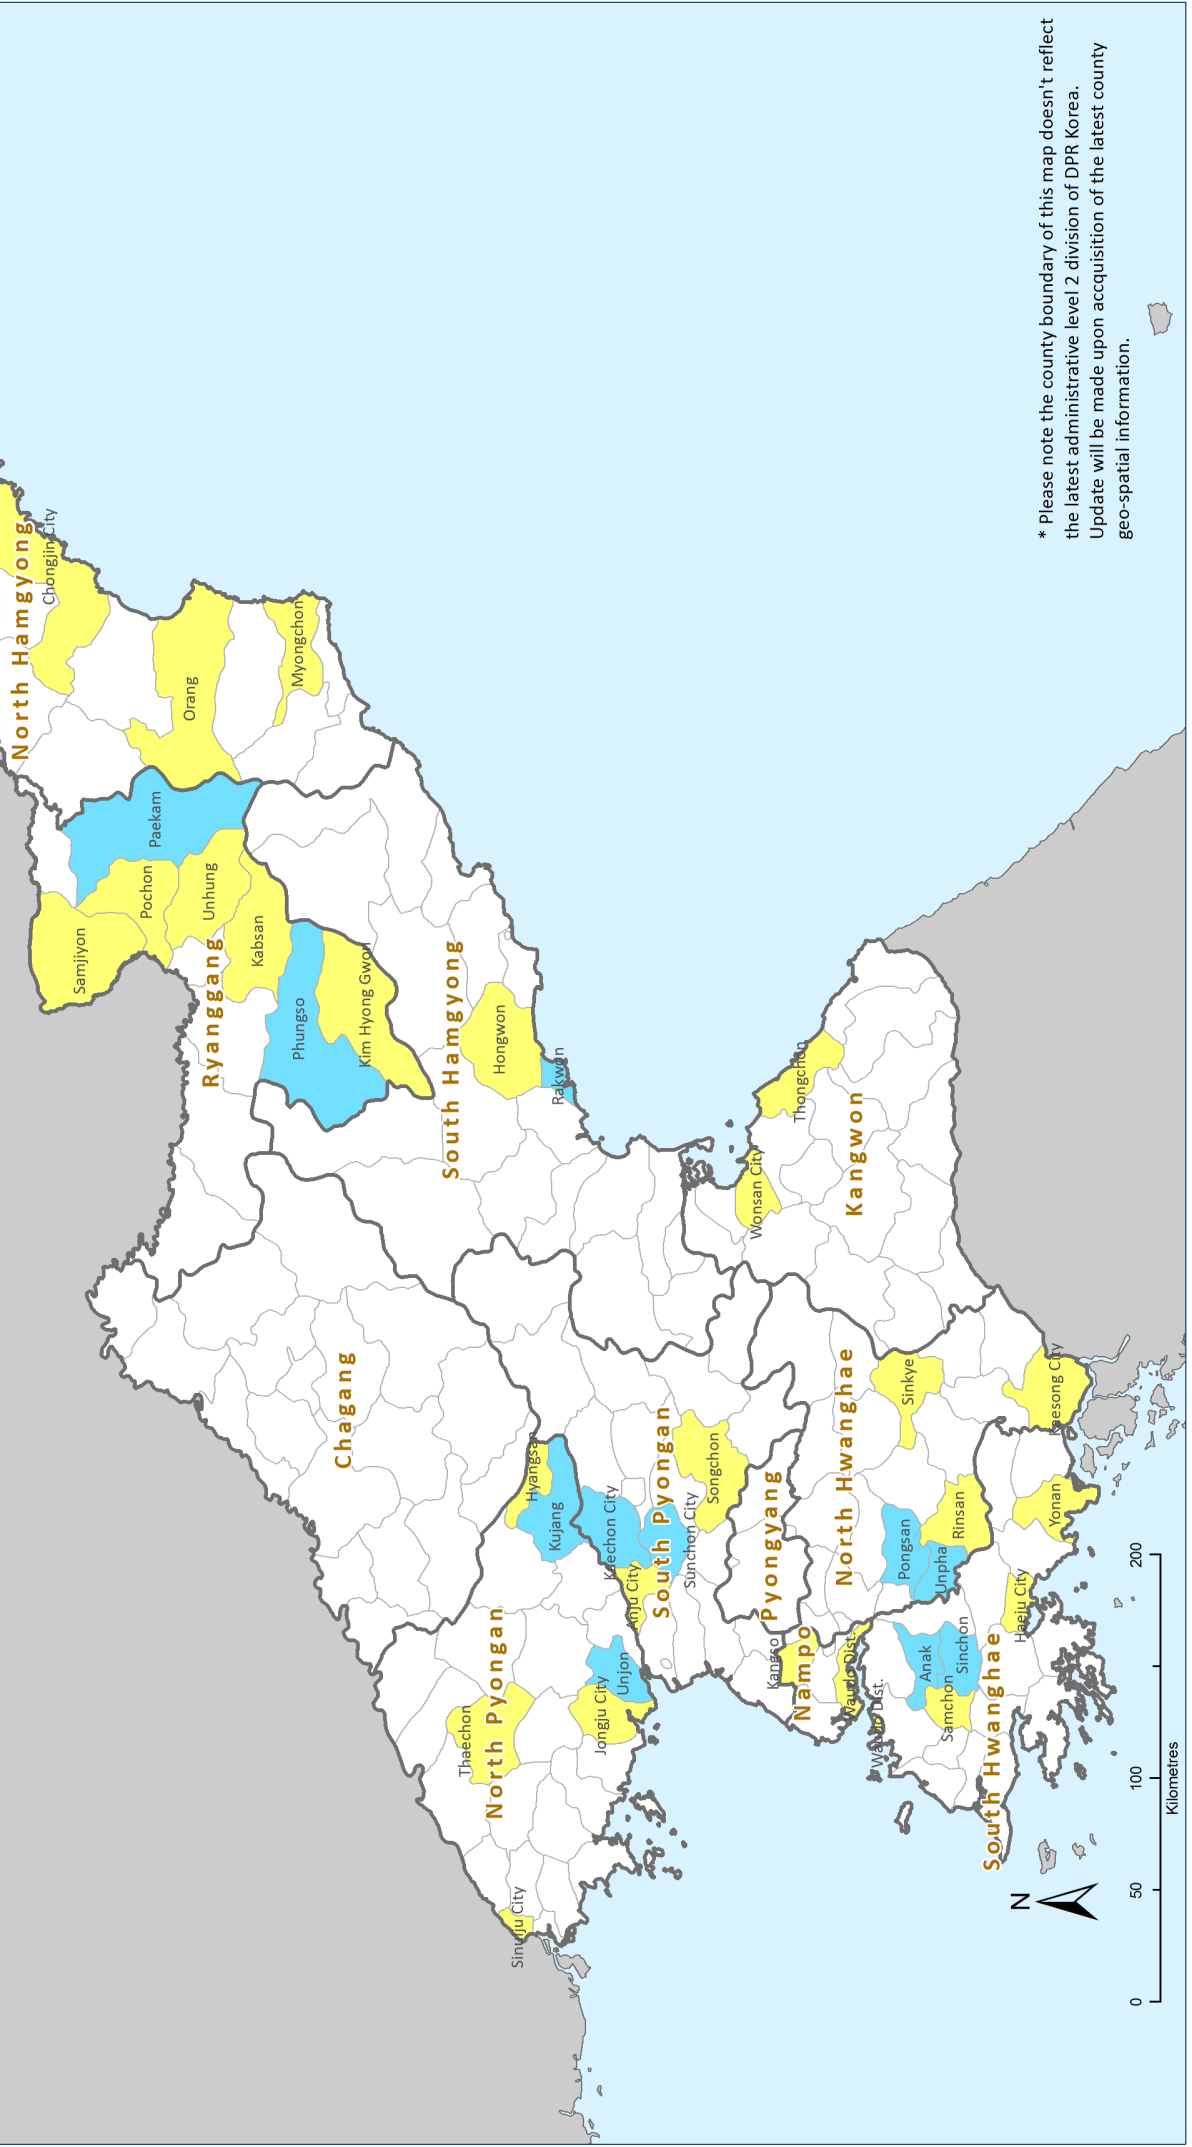 North Hamgyong
Chongjin City
Orang
Myongchon
Paekam
Pochon
Samjiyon
Unhung
Kabsan
Ryanggang
Phungso
Kim Hyong Gwon
South Hamgyong
Hongwon
Rakwon
Chagang
Thongchon
Wonsan City
Kangwon
Hyangsan
Kujang
Kaechon City
Anju City
South Pyongan
Sunchon City
Songchon
Pyongyang
North Hwanghae
Sinkye
Kaesong City
Pongsan
Unpha
Rinsan
Yonan
North Pyongan
Thaechon
Unjon
Jongju City
Sinuiju City
Kangso
Nampo
Waudo Dist.
Waudo Dist.
Anak
Sinchon
Samchon
Haeju City
South Hwanghae
* Please note the county boundary of this map doesn't reflect
the latest administrative level 2 division of DPR Korea.
Update will be made upon accquisition of the latest county
geo-spatial information.
N
0 50 100 200
Kilometres